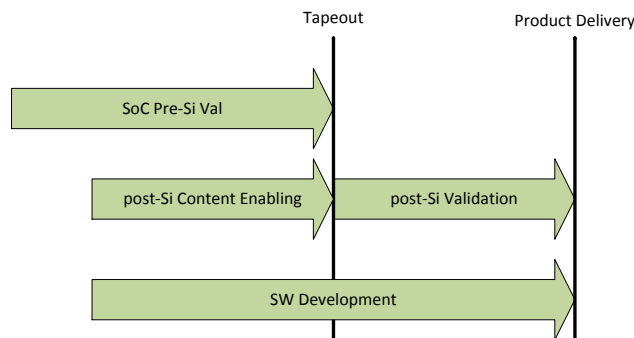 Tapeout
Product Delivery
SoC Pre-Si Val
post-Si Content Enabling
post-Si Validation
SW Development